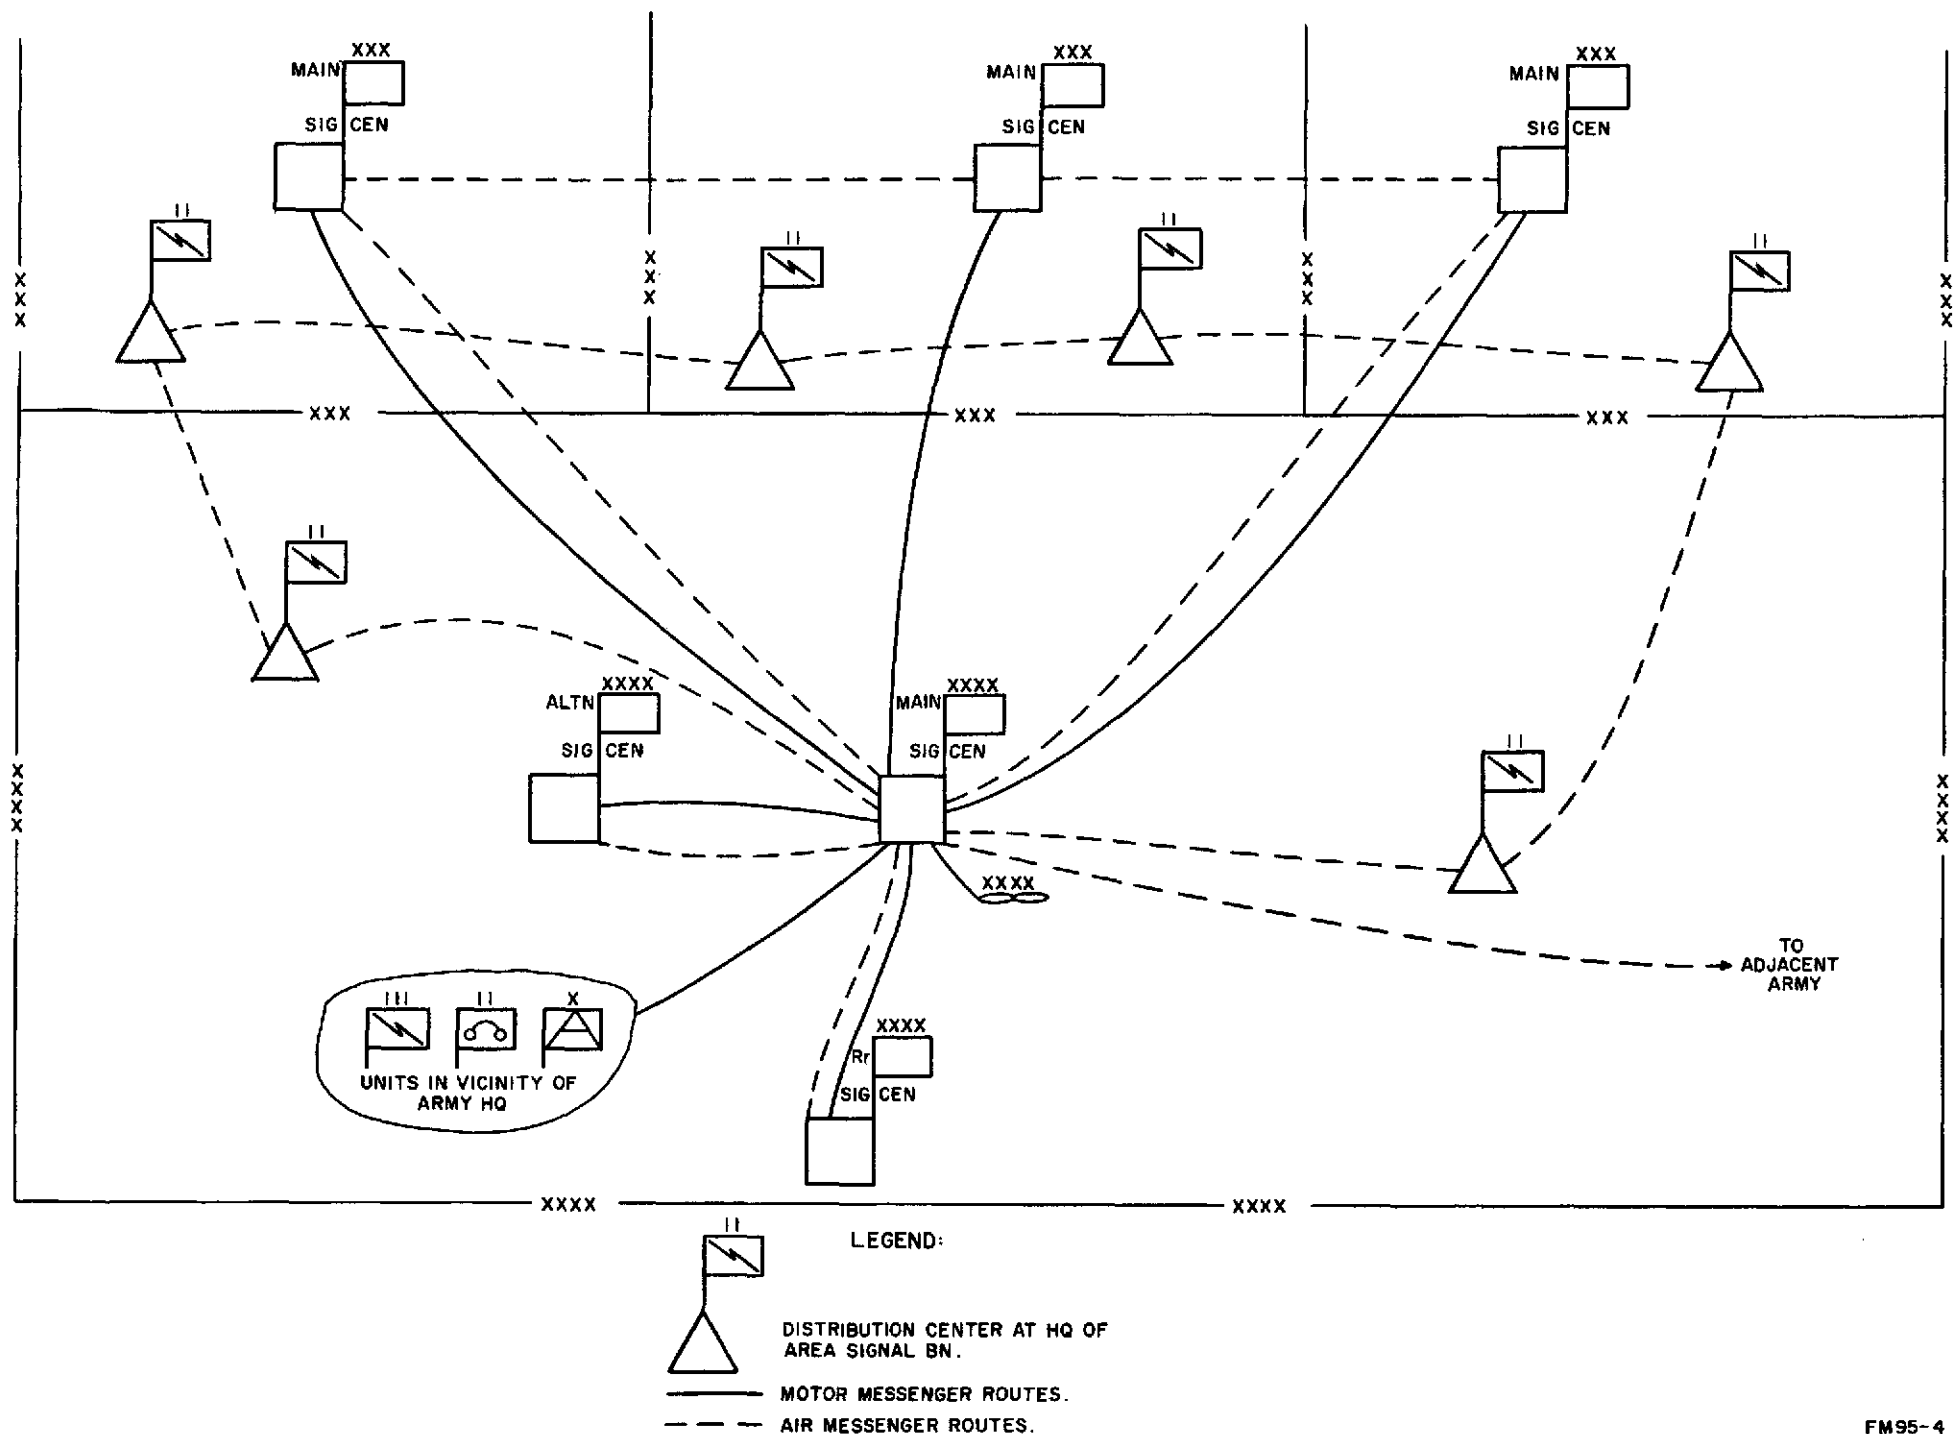 XXX
MAIN
SIG CEN
XXX
MAIN
SIG CEN
XXX
MAIN
SIG CEN
II
II
II
II
XXX
XXX
XXX
XXX
XXX
XXX
XXX
II
XXXX
ALTN
SIG CEN
XXXX
MAIN
SIG CEN
II
XXXX
XXXX
XXXX
TO
ADJACENT
ARMY
III
II
X
UNITS IN VICINITY OF
ARMY HQ
XXXX
Rr
SIG CEN
XXXX
XXXX
LEGEND:
II
DISTRIBUTION CENTER AT HQ OF
AREA SIGNAL BN.
MOTOR MESSENGER ROUTES.
AIR MESSENGER ROUTES.
FM95-4